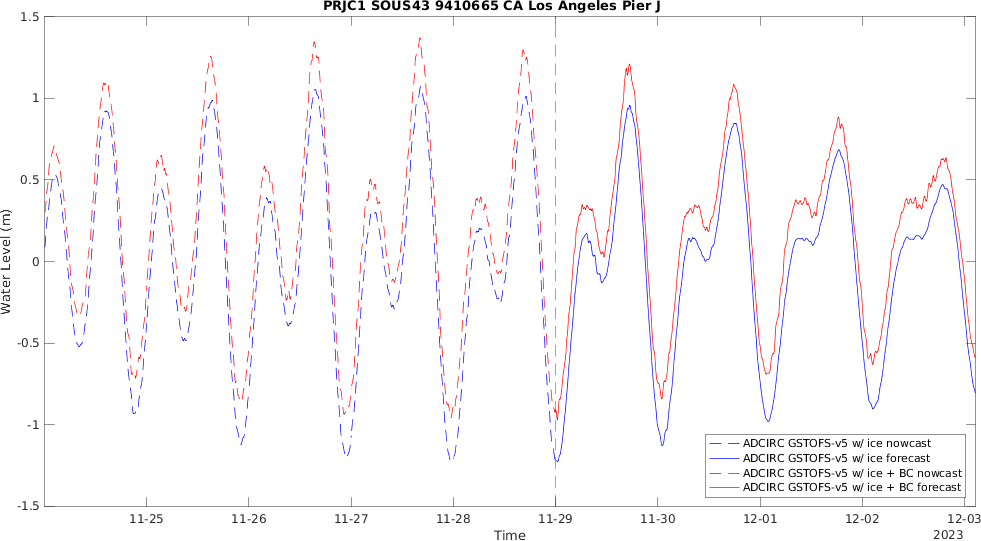 PRJC1 SOUS43 9410665 CA Los Angeles Pier J
1.5
1
0.5
0
-0.5
-1
-1.5
Water Level (m)
11-25 11-26 11-27 11-28 11-29 11-30 12-01 12-02 12-03
2023
Time
ADCIRC GSTOFS-v5 w/ ice nowcast
ADCIRC GSTOFS-v5 w/ ice forecast
ADCIRC GSTOFS-v5 w/ ice + BC nowcast
ADCIRC GSTOFS-v5 w/ ice + BC forecast